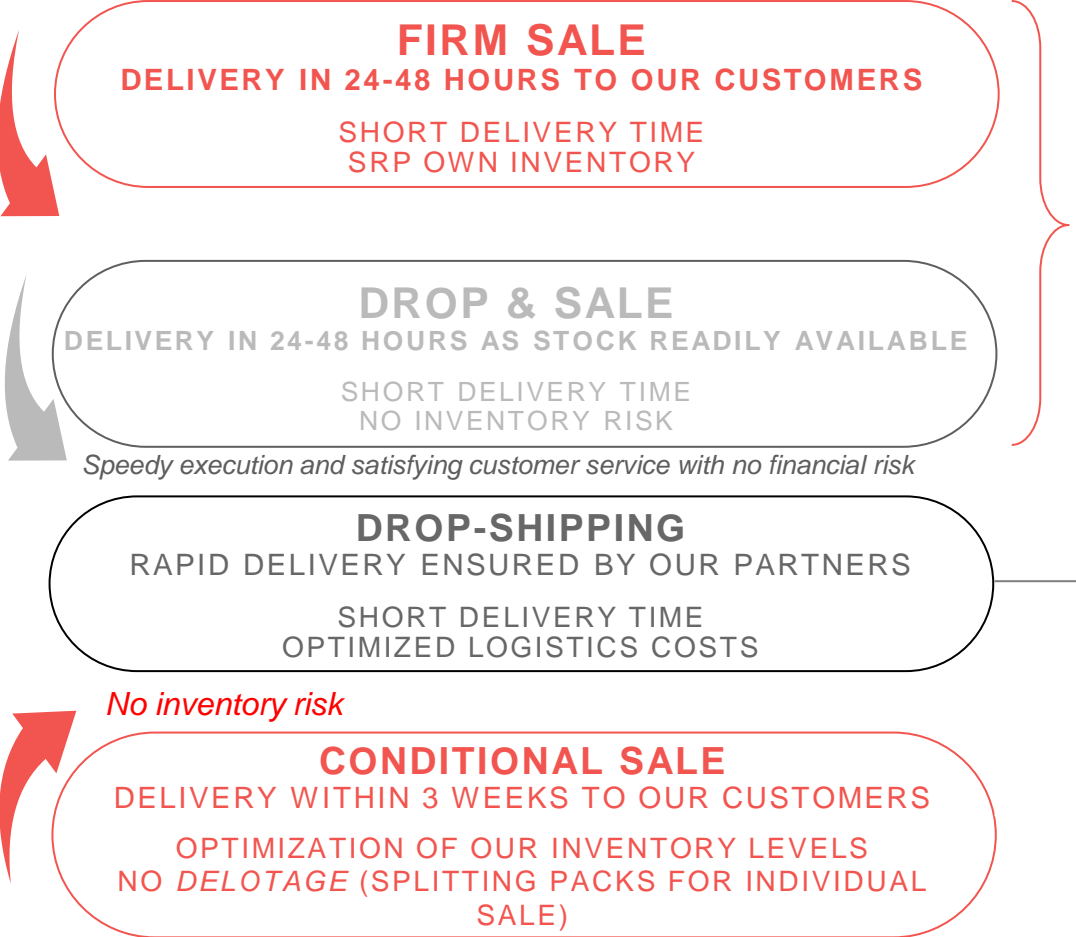 FIRM SALE
DELIVERY IN 24-48 HOURS TO OUR CUSTOMERS
SHORT DELIVERY TIME
SRP OWN INVENTORY
DROP & SALE
DELIVERY IN 24-48 HOURS AS STOCK READILY AVAILABLE
SHORT DELIVERY TIME
NO INVENTORY RISK
Speedy execution and satisfying customer service with no financial risk
DROP-SHIPPING
RAPID DELIVERY ENSURED BY OUR PARTNERS
SHORT DELIVERY TIME
OPTIMIZED LOGISTICS COSTS
No inventory risk
CONDITIONAL SALE
DELIVERY WITHIN 3 WEEKS TO OUR CUSTOMERS
OPTIMIZATION OF OUR INVENTORY LEVELS
NO DELOTAGE (SPLITTING PACKS FOR INDIVIDUAL
SALE)